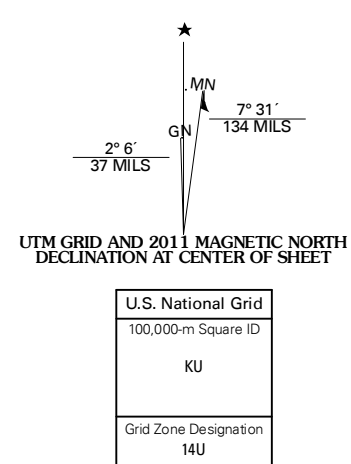 MN
7° 31´
134 MILS
GN
2° 6´
37 MILS
UTM GRID AND 2011 MAGNETIC NORTH
DECLINATION AT CENTER OF SHEET
U.S. National Grid
100,000-m Square ID
KU
Grid Zone Designation
14U